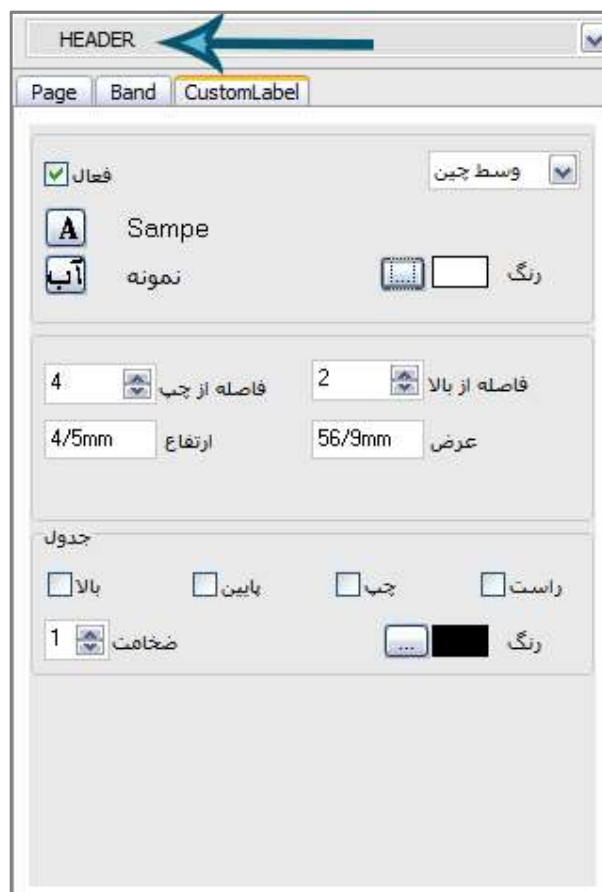 HEADER
Page Band CustomLabel
فعال وسط چین
A Sampe
آب نمونه رنگ ...
4 فاصله از چپ 2 فاصله از بالا
4/5mm ارتفاع 56/9mm عرض
جدول
بالا پایین چپ راست
1 ضخامت ... رنگ